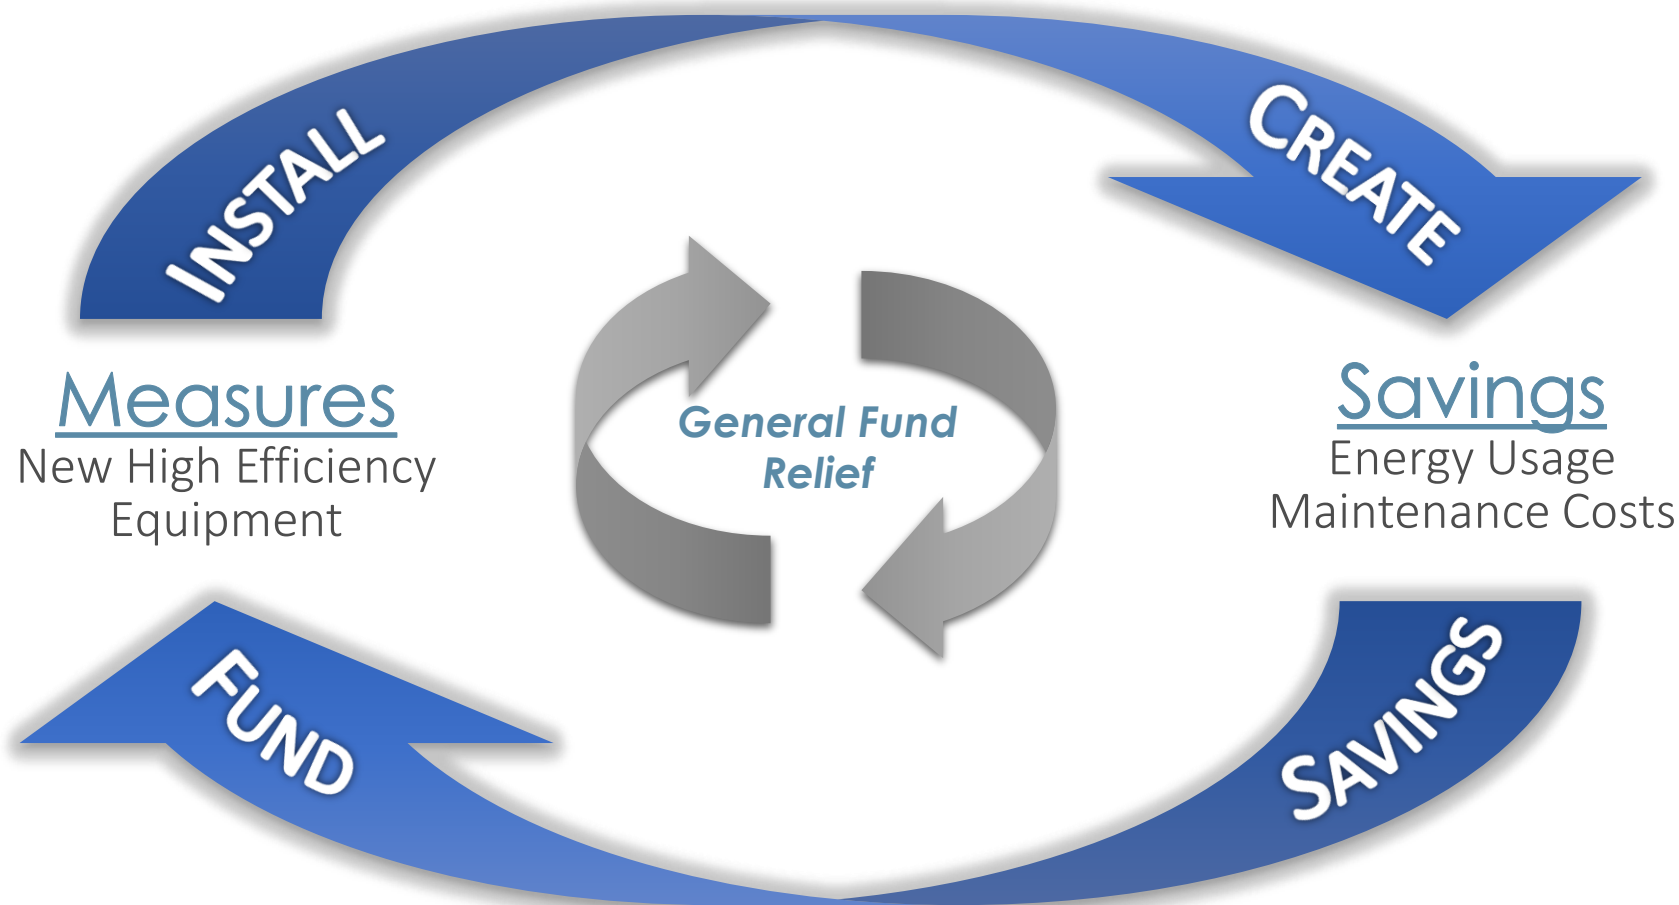 INSTALL
CREATE
Measures
New High Efficiency
Equipment
General Fund
Relief
Savings
Energy Usage
Maintenance Costs
FUND
SAVINGS